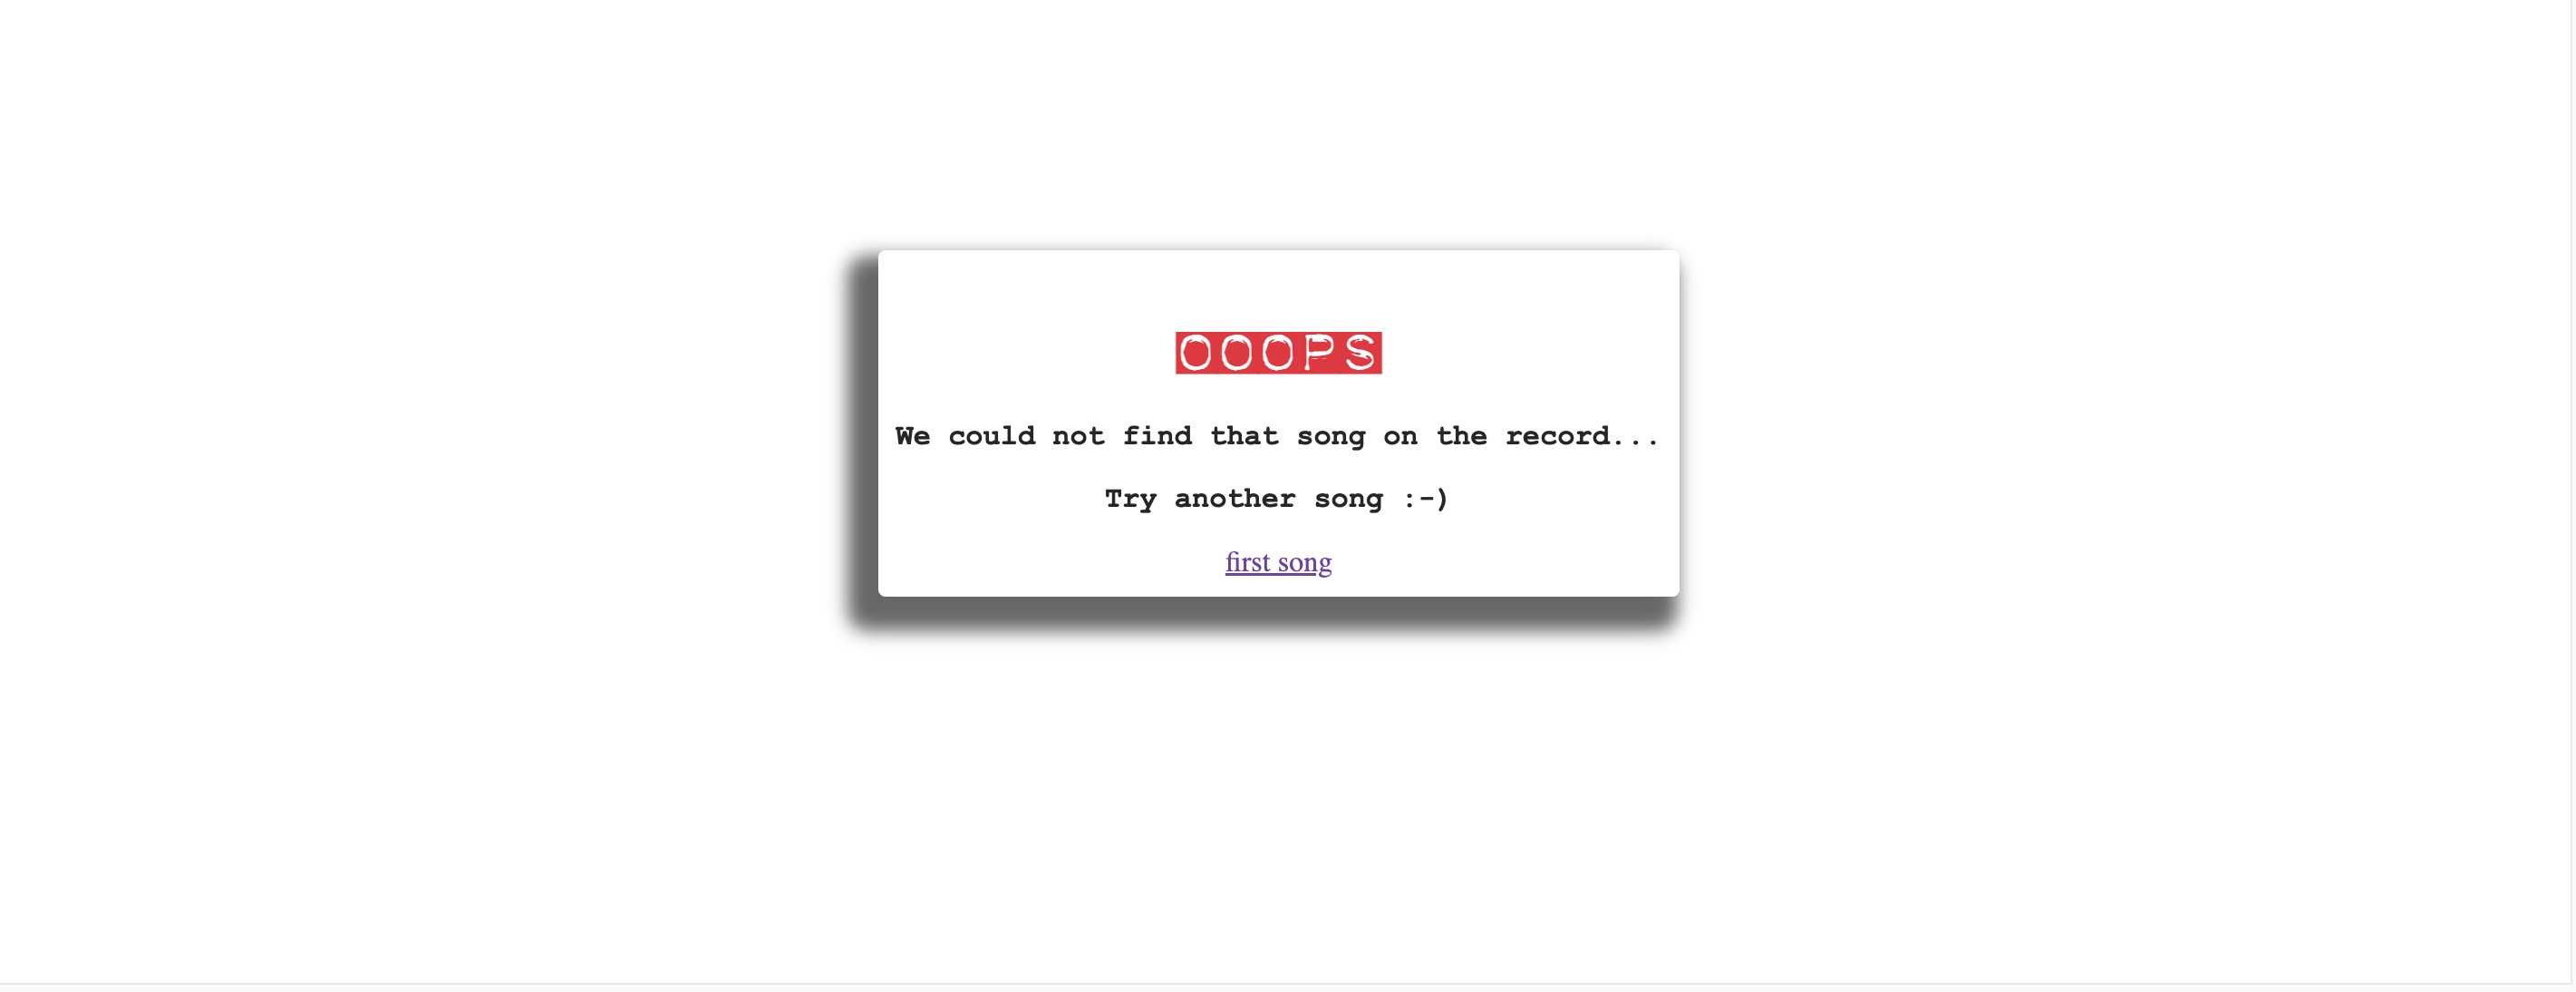 OOOPS
We could not find that song on the record...
Try another song :-)
first song